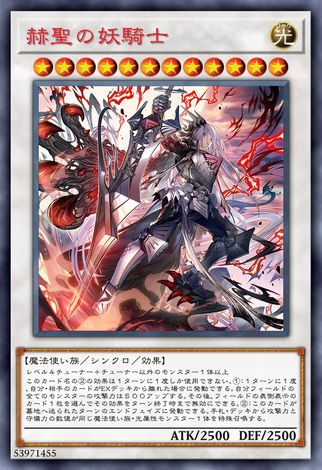 赫聖の妖騎士
光
【魔法使い族／シンクロ／効果】
レベル4チューナー＋チューナー以外のモンスター1体以上
このカード名の②の効果は1ターンに1度しか使用できない。①：1ターンに1度
、自分・相手のカードがEXデッキから離れた場合に発動できる。自分フィールドの
全てのモンスターの攻撃力は500アップする。その後、フィールドの表側表示の
カード1枚を選んでその効果をターン終了時まで無効にできる。②：このカードが
墓地へ送られたターンのエンドフェイズに発動できる。手札・デッキから攻撃力と
守備力の数値が同じ魔法使い族・光属性モンスター1体を特殊召喚する。
ATK/2500 DEF/2500
53971455